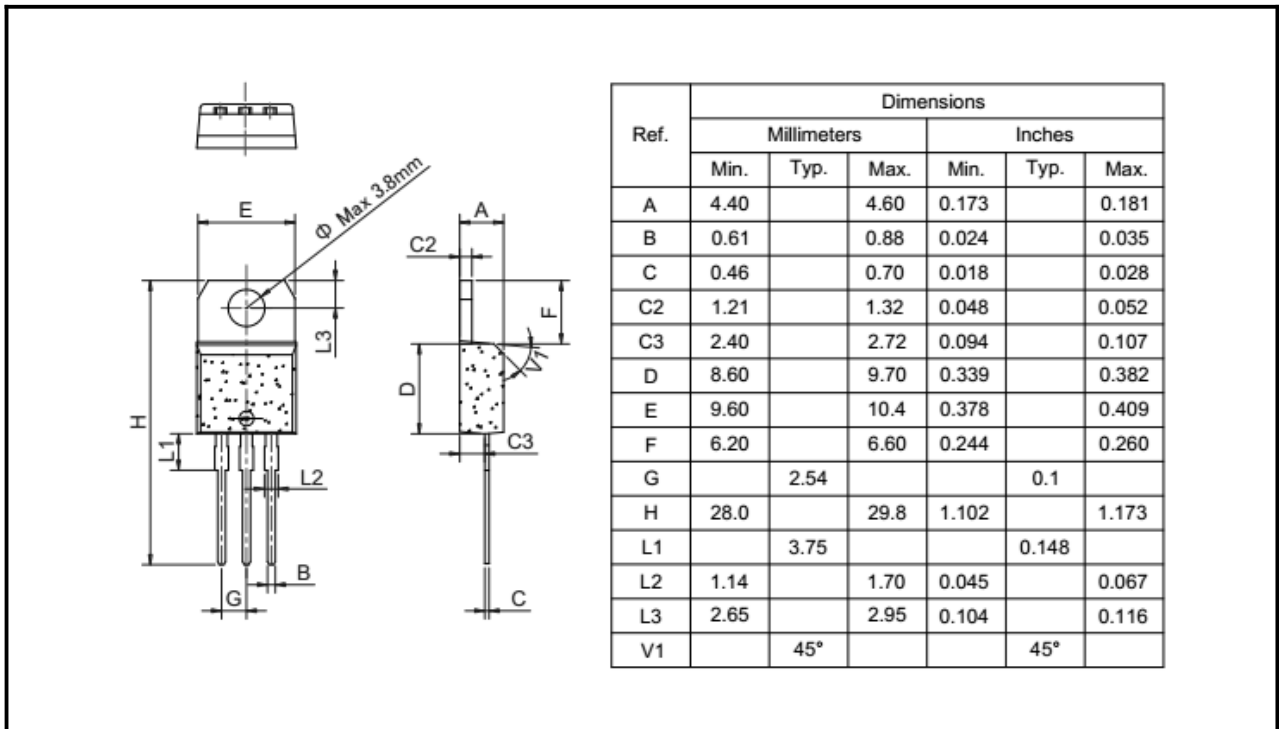 E
Φ Max 3.8mm
A
C2
L3
F
V1
H
D
L1
C3
L2
B
G
C
Ref. Dimensions
Millimeters Inches
Min. Typ. Max. Min. Typ. Max.
A 4.40 4.60 0.173 0.181
B 0.61 0.88 0.024 0.035
C 0.46 0.70 0.018 0.028
C2 1.21 1.32 0.048 0.052
C3 2.40 2.72 0.094 0.107
D 8.60 9.70 0.339 0.382
E 9.60 10.4 0.378 0.409
F 6.20 6.60 0.244 0.260
G 2.54 0.1
H 28.0 29.8 1.102 1.173
L1 3.75 0.148
L2 1.14 1.70 0.045 0.067
L3 2.65 2.95 0.104 0.116
V1 45° 45°